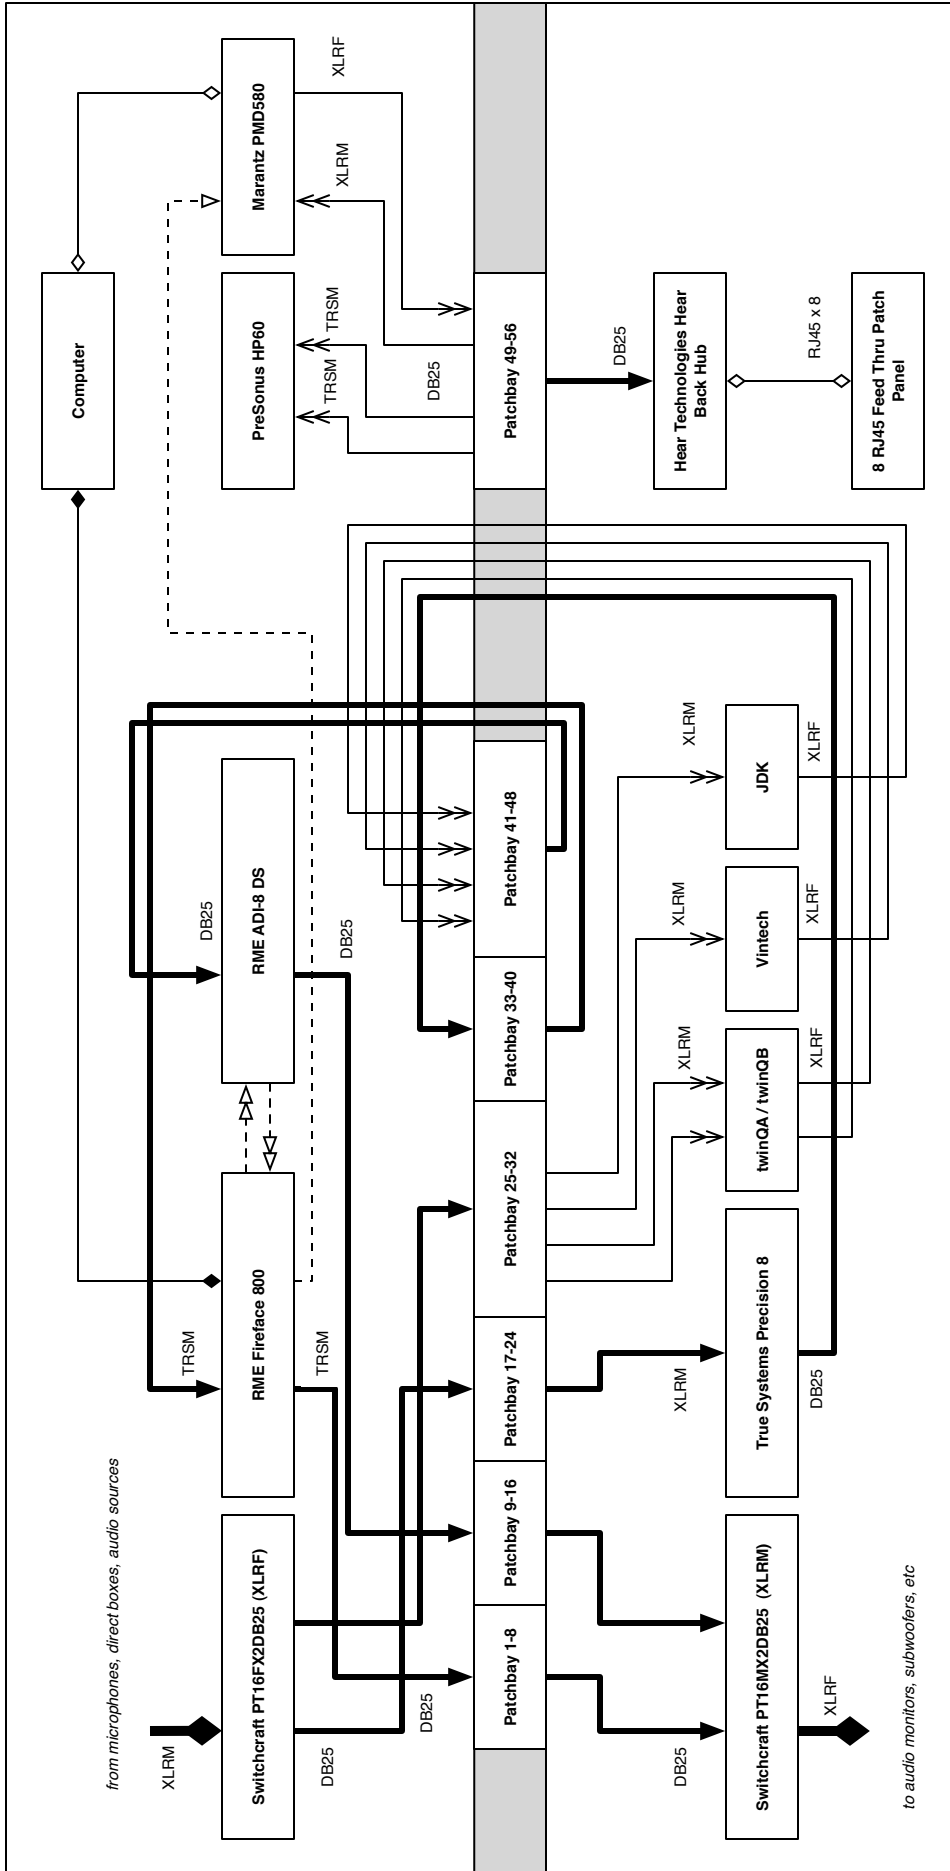 from microphones, direct boxes, audio sources
XLRM
Switchcraft PT16FX2DB25 (XLRF)
DB25
TRSM
RME Fireface 800
TRSM
DB25
DB25
RME ADI-8 DS
DB25
Computer
PreSonus HP60
TRSM
TRSM
DB25
Marantz PMD580
XLRM
XLRF
Patchbay 1-8
Patchbay 9-16
Patchbay 17-24
Patchbay 25-32
Patchbay 33-40
Patchbay 41-48
Patchbay 49-56
DB25
Switchcraft PT16MX2DB25 (XLRM)
XLRF
to audio monitors, subwoofers, etc
XLRM
True Systems Precision 8
DB25
XLRM
twinQA / twinQB
XLRF
XLRM
Vintech
XLRF
XLRM
JDK
XLRF
DB25
Hear Technologies Hear
Back Hub
RJ45 x 8
8 RJ45 Feed Thru Patch
Panel